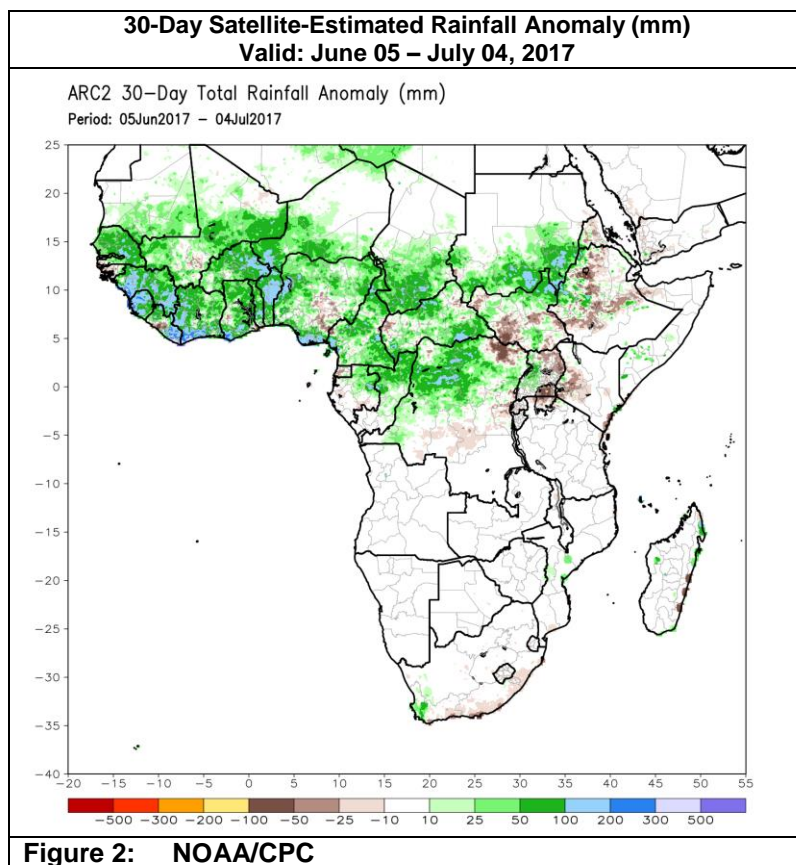 30-Day Satellite-Estimated Rainfall Anomaly (mm)
Valid: June 05 – July 04, 2017
ARC2 30-Day Total Rainfall Anomaly (mm)
Period: 05Jun2017 - 04Jul2017
25
20
15
10
5
0
-5
-10
-15
-20
-25
-30
-35
-40
-20 -15 -10 -5 0 5 10 15 20 25 30 35 40 45 50 55
-500 -300 -200 -100 -50 -25 -10 10 25 50 100 200 300 500
Figure 2: NOAA/CPC